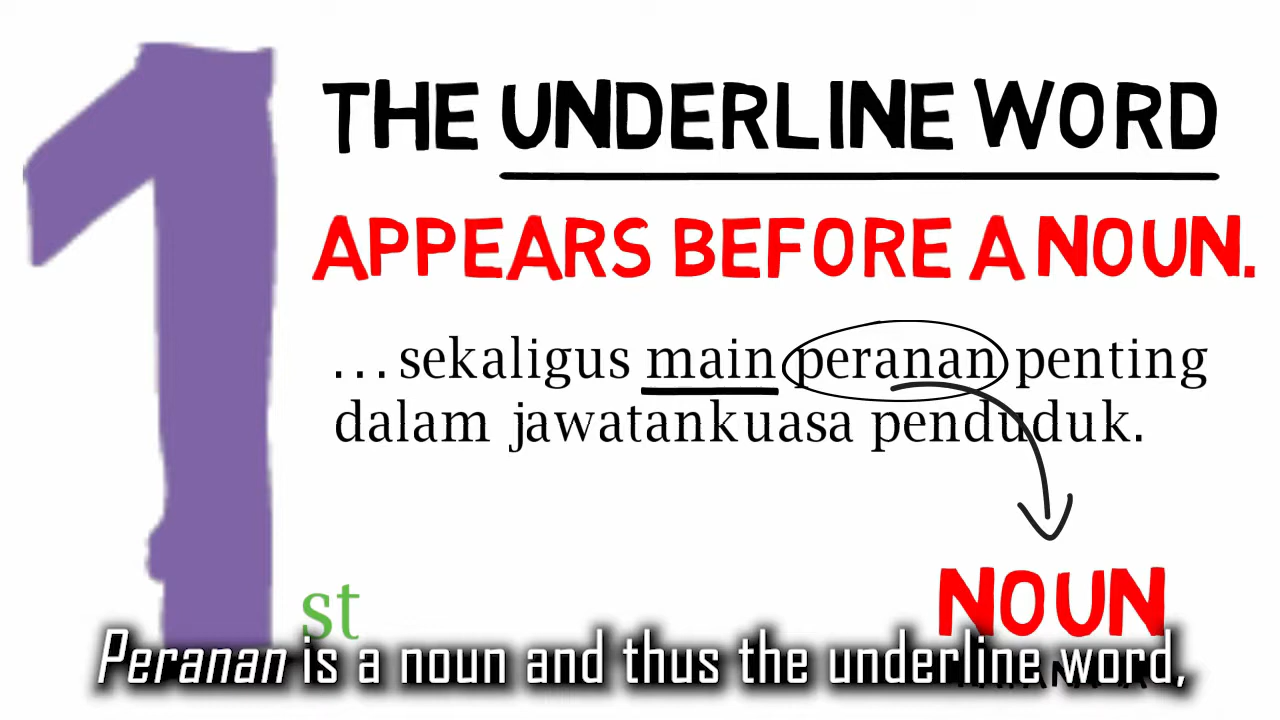 1
THE UNDERLINE WORD
APPEARS BEFORE A NOUN.
...sekaligus main peranan penting
dalam jawatankuasa penduduk.
st
NOUN
Peranan is a noun and thus the underline word,